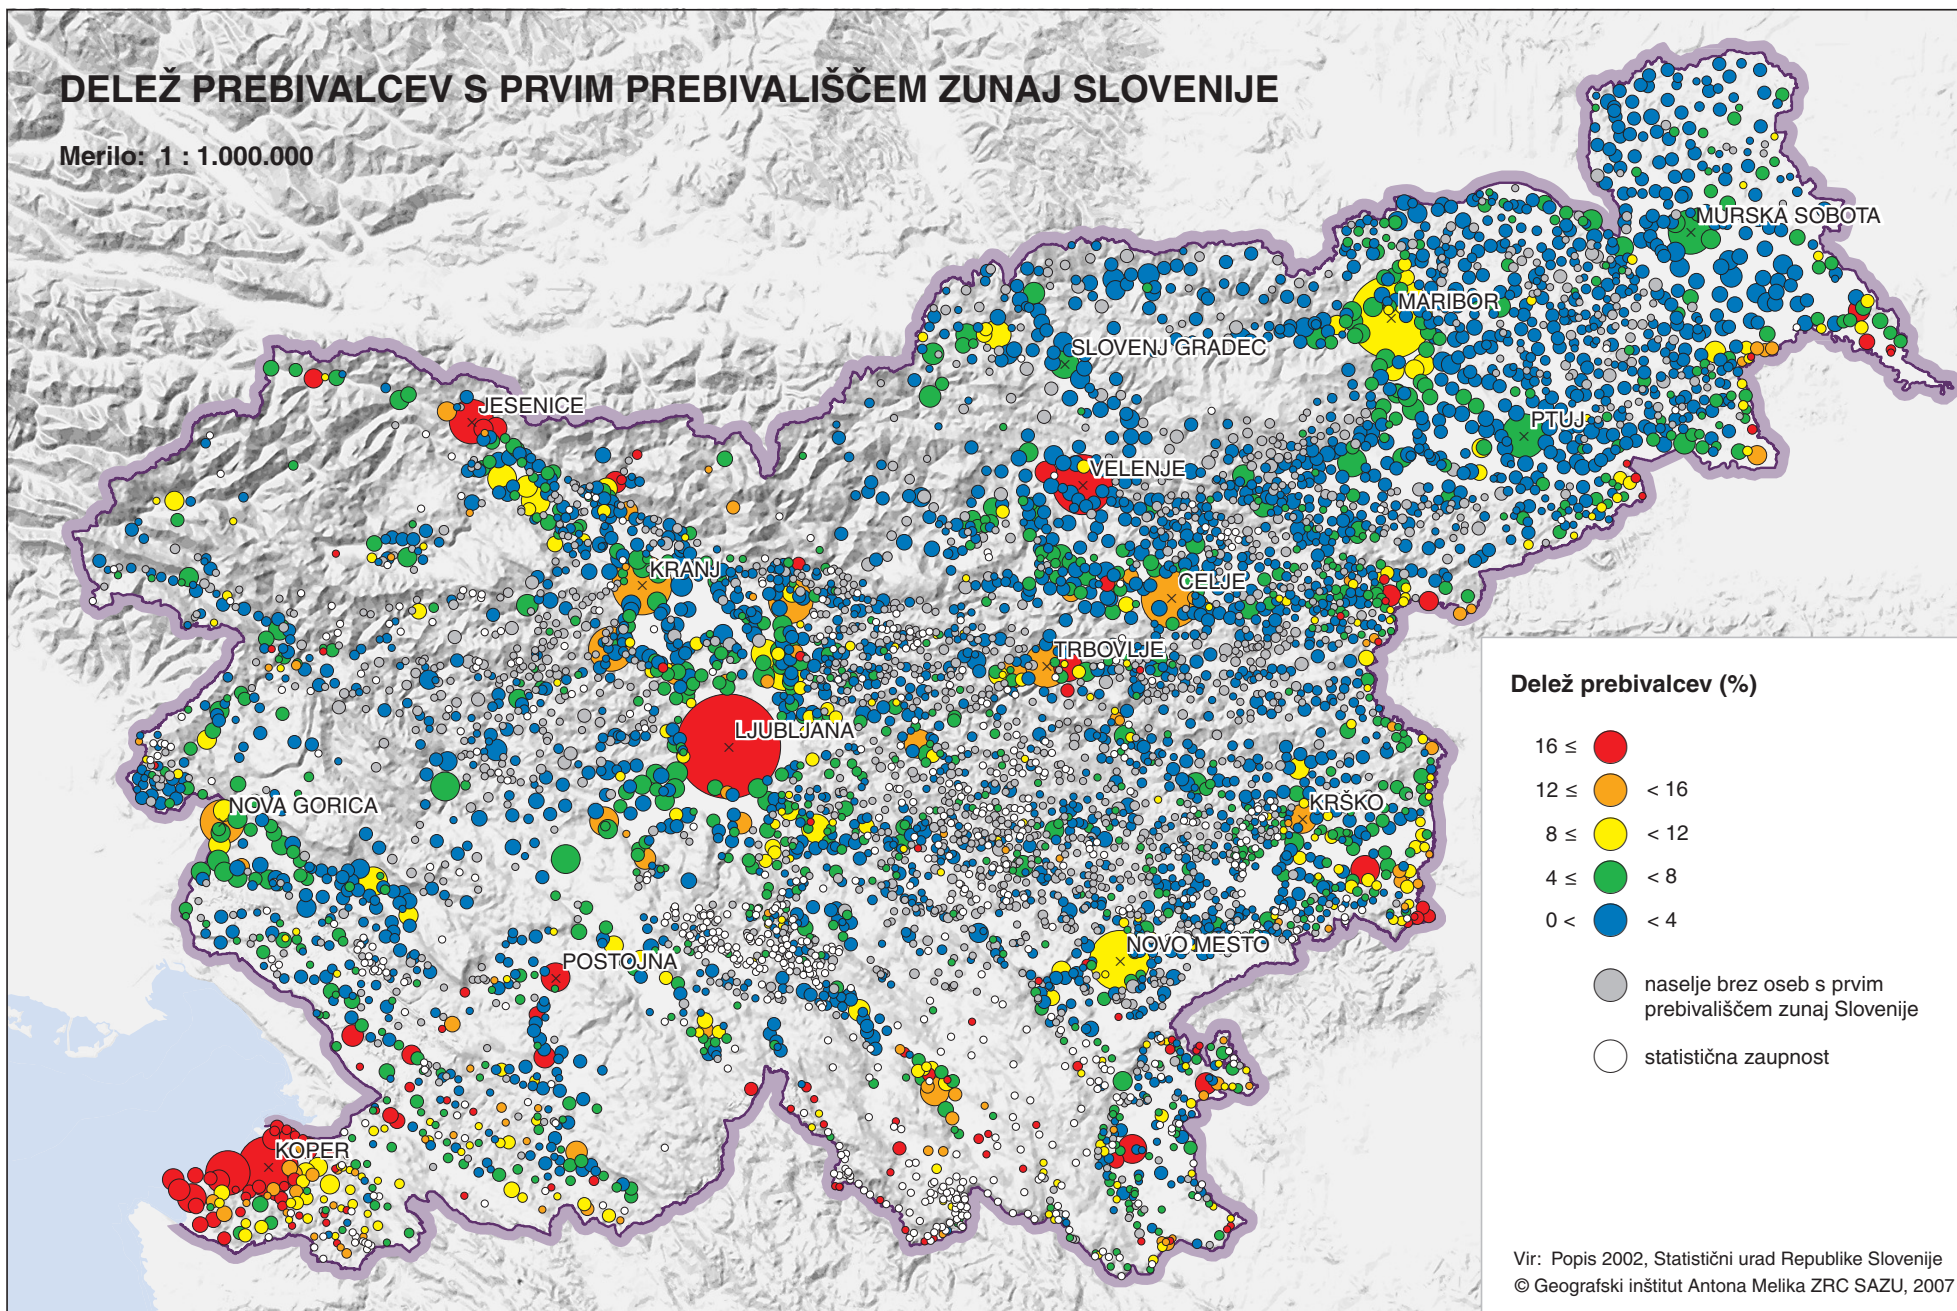 DELEŽ PREBIVALCEV S PRVIM PREBIVALIŠČEM ZUNAJ SLOVENIJE
Merilo: 1 : 1.000.000
MURSKA SOBOTA
MARIBOR
SLOVENJ GRADEC
JESENICE
PTUJ
VELENJE
KRANJ
CELJE
TRBOVLJE
LJUBLJANA
NOVA GORICA
KRŠKO
NOVO MESTO
POSTOJNA
KOPER
Delež prebivalcev (%)
16 ≤
12 ≤ < 16
8 ≤ < 12
4 ≤ < 8
0 < < 4
naselje brez oseb s prvim
prebivališčem zunaj Slovenije
statistična zaupnost
Vir: Popis 2002, Statistični urad Republike Slovenije
© Geografski inštitut Antona Melika ZRC SAZU, 2007